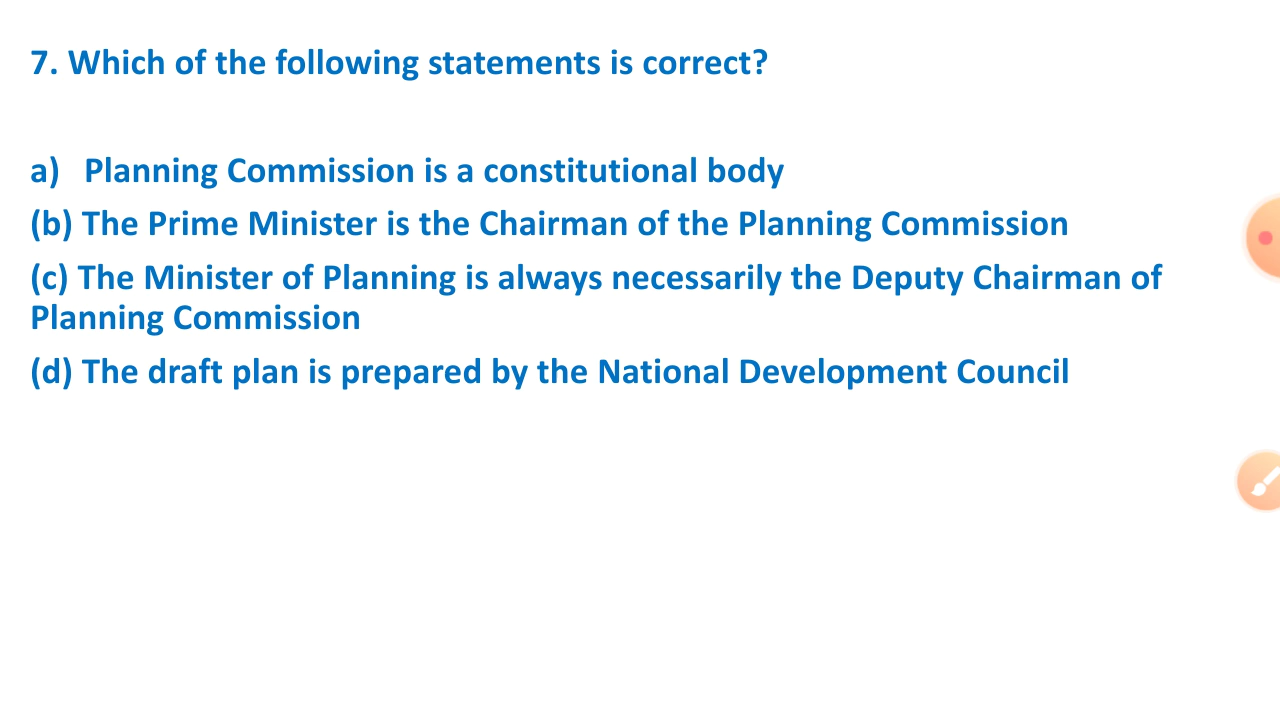 7. Which of the following statements is correct?
a) Planning Commission is a constitutional body
(b) The Prime Minister is the Chairman of the Planning Commission
(c) The Minister of Planning is always necessarily the Deputy Chairman of
Planning Commission
(d) The draft plan is prepared by the National Development Council